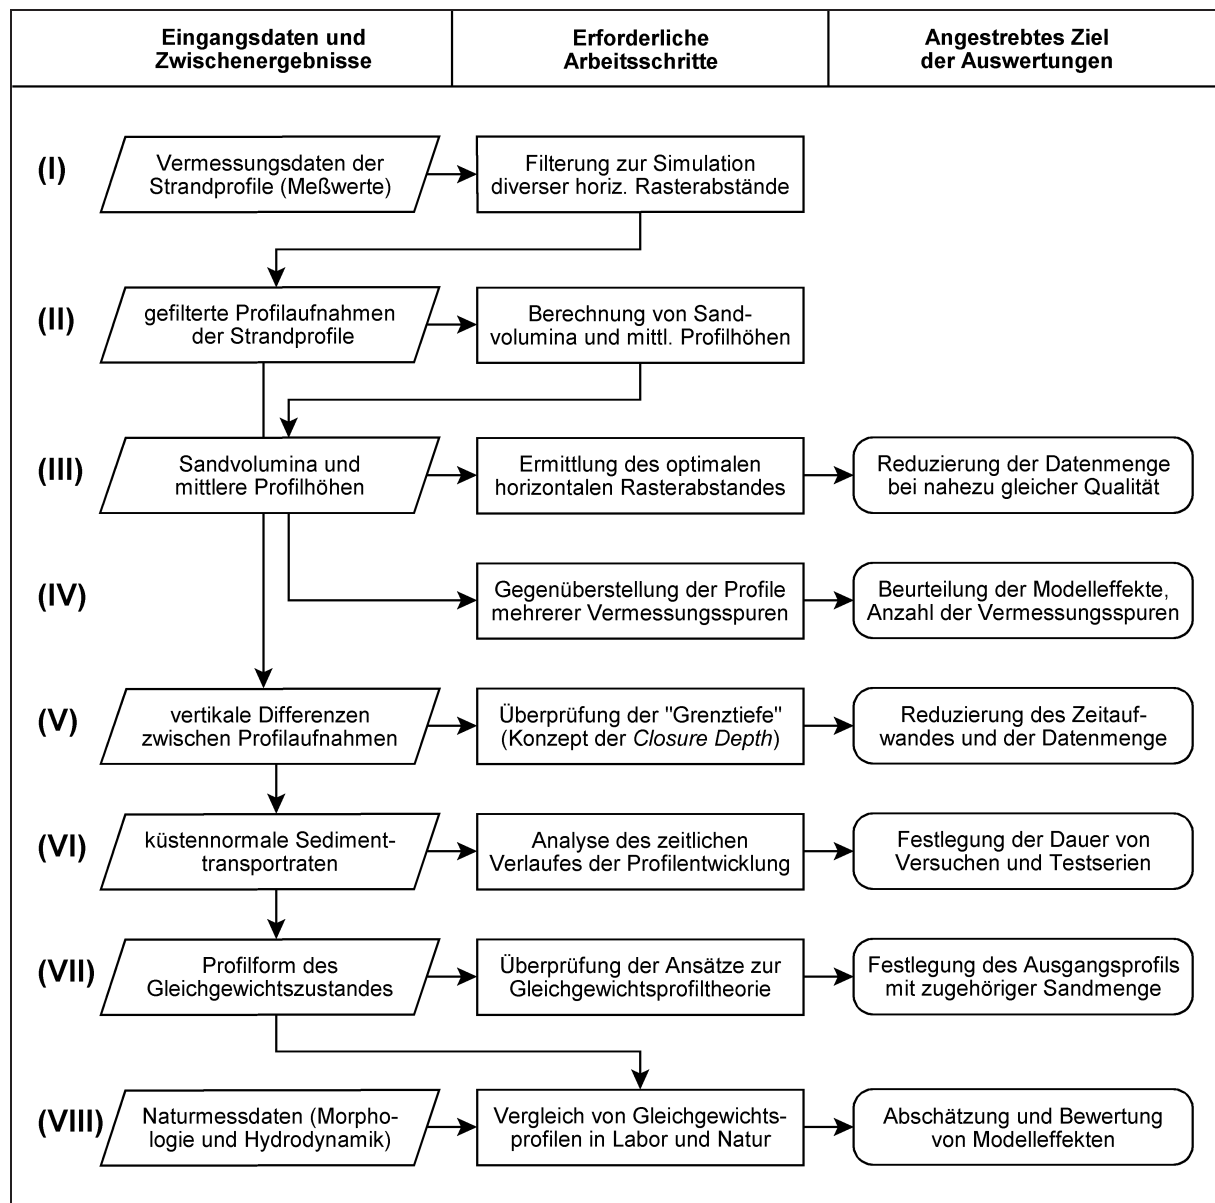 Eingangsdaten und
Zwischenergebnisse
Erforderliche
Arbeitsschritte
Angestrebtes Ziel
der Auswertungen
(I)
Vermessungsdaten der
Strandprofile (Meßwerte)
Filterung zur Simulation
diverser horiz. Rasterabstände
(II)
gefilterte Profilaufnahmen
der Strandprofile
Berechnung von Sand-
volumina und mittl. Profilhöhen
(III)
Sandvolumina und
mittlere Profilhöhen
Ermittlung des optimalen
horizontalen Rasterabstandes
Reduzierung der Datenmenge
bei nahezu gleicher Qualität
(IV)
Gegenüberstellung der Profile
mehrerer Vermessungsspuren
Beurteilung der Modelleffekte,
Anzahl der Vermessungsspuren
(V)
vertikale Differenzen
zwischen Profilaufnahmen
Überprüfung der "Grenztiefe"
(Konzept der Closure Depth)
Reduzierung des Zeitauf-
wandes und der Datenmenge
(VI)
küstennormale Sediment-
transportraten
Analyse des zeitlichen
Verlaufes der Profilentwicklung
Festlegung der Dauer von
Versuchen und Testserien
(VII)
Profilform des
Gleichgewichtszustandes
Überprüfung der Ansätze zur
Gleichgewichtsprofiltheorie
Festlegung des Ausgangsprofils
mit zugehöriger Sandmenge
(VIII)
Naturmessdaten (Morpho-
logie und Hydrodynamik)
Vergleich von Gleichgewichts-
profilen in Labor und Natur
Abschätzung und Bewertung
von Modelleffekten